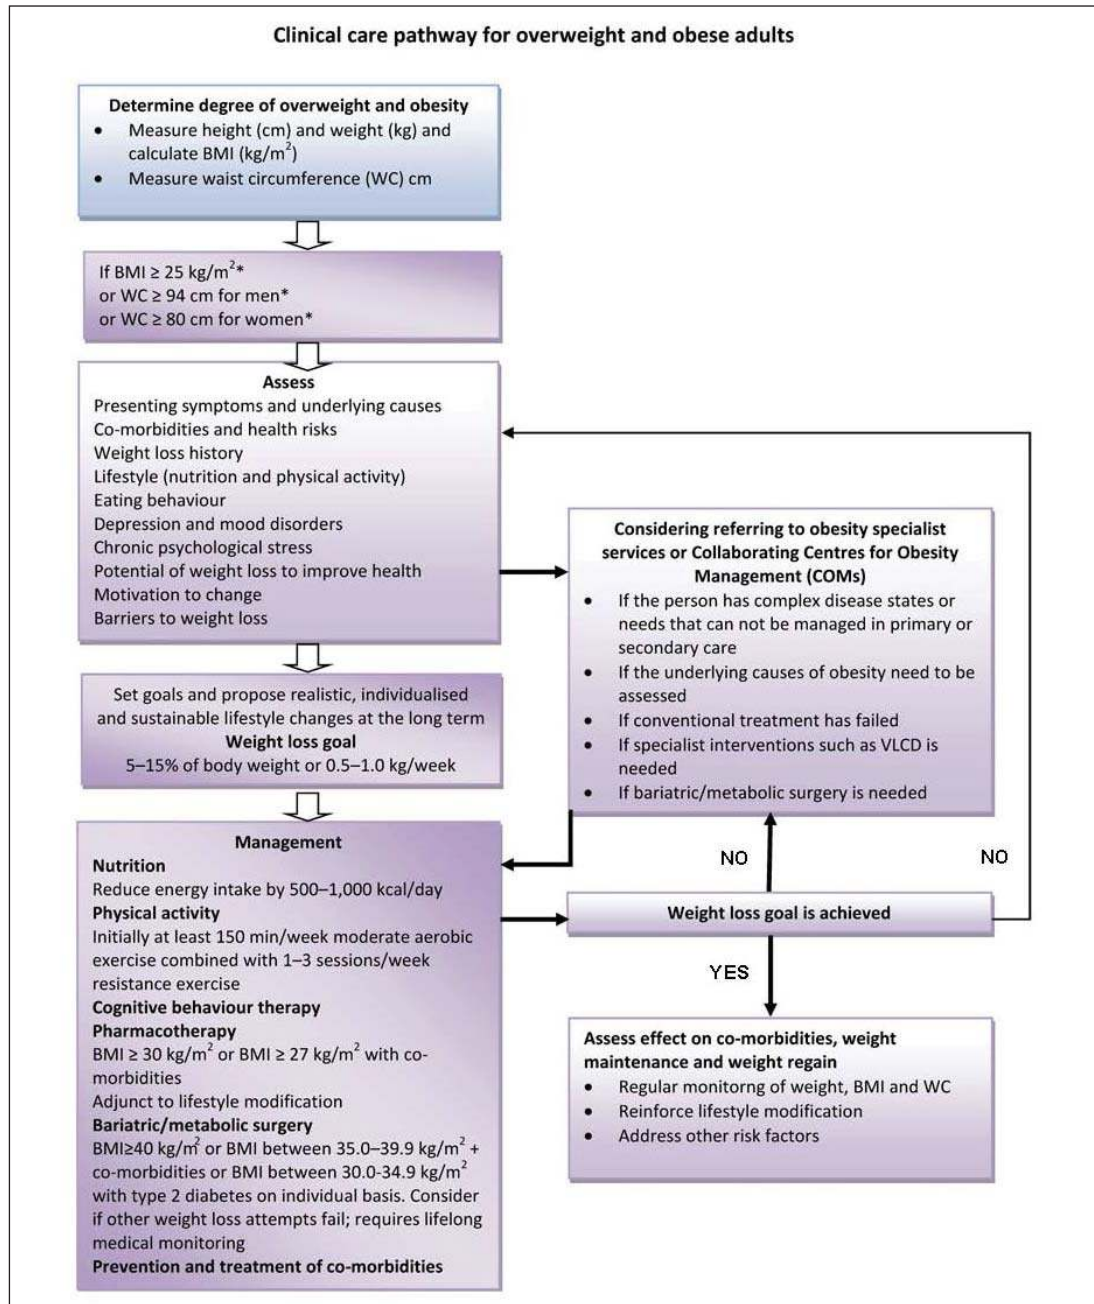 Clinical care pathway for overweight and obese adults
Determine degree of overweight and obesity
• Measure height (cm) and weight (kg) and
calculate BMI (kg/m²)
• Measure waist circumference (WC) cm
If BMI ≥ 25 kg/m²*
or WC ≥ 94 cm for men*
or WC ≥ 80 cm for women*
Assess
Presenting symptoms and underlying causes
Co-morbidities and health risks
Weight loss history
Lifestyle (nutrition and physical activity)
Eating behaviour
Depression and mood disorders
Chronic psychological stress
Potential of weight loss to improve health
Motivation to change
Barriers to weight loss
Considering referring to obesity specialist
services or Collaborating Centres for Obesity
Management (COMs)
• If the person has complex disease states or
needs that can not be managed in primary or
secondary care
• If the underlying causes of obesity need to be
assessed
• If conventional treatment has failed
• If specialist interventions such as VLCD is
needed
• If bariatric/metabolic surgery is needed
Set goals and propose realistic, individualised
and sustainable lifestyle changes at the long term
Weight loss goal
5–15% of body weight or 0.5–1.0 kg/week
Management
Nutrition
Reduce energy intake by 500–1,000 kcal/day
Physical activity
Initially at least 150 min/week moderate aerobic
exercise combined with 1–3 sessions/week
resistance exercise
Cognitive behaviour therapy
Pharmacotherapy
BMI ≥ 30 kg/m² or BMI ≥ 27 kg/m² with co-
morbidities
Adjunct to lifestyle modification
Bariatric/metabolic surgery
BMI≥40 kg/m² or BMI between 35.0–39.9 kg/m² +
co-morbidities or BMI between 30.0-34.9 kg/m²
with type 2 diabetes on individual basis. Consider
if other weight loss attempts fail; requires lifelong
medical monitoring
Prevention and treatment of co-morbidities
NO
NO
Weight loss goal is achieved
YES
Assess effect on co-morbidities, weight
maintenance and weight regain
• Regular monitorng of weight, BMI and WC
• Reinforce lifestyle modification
• Address other risk factors